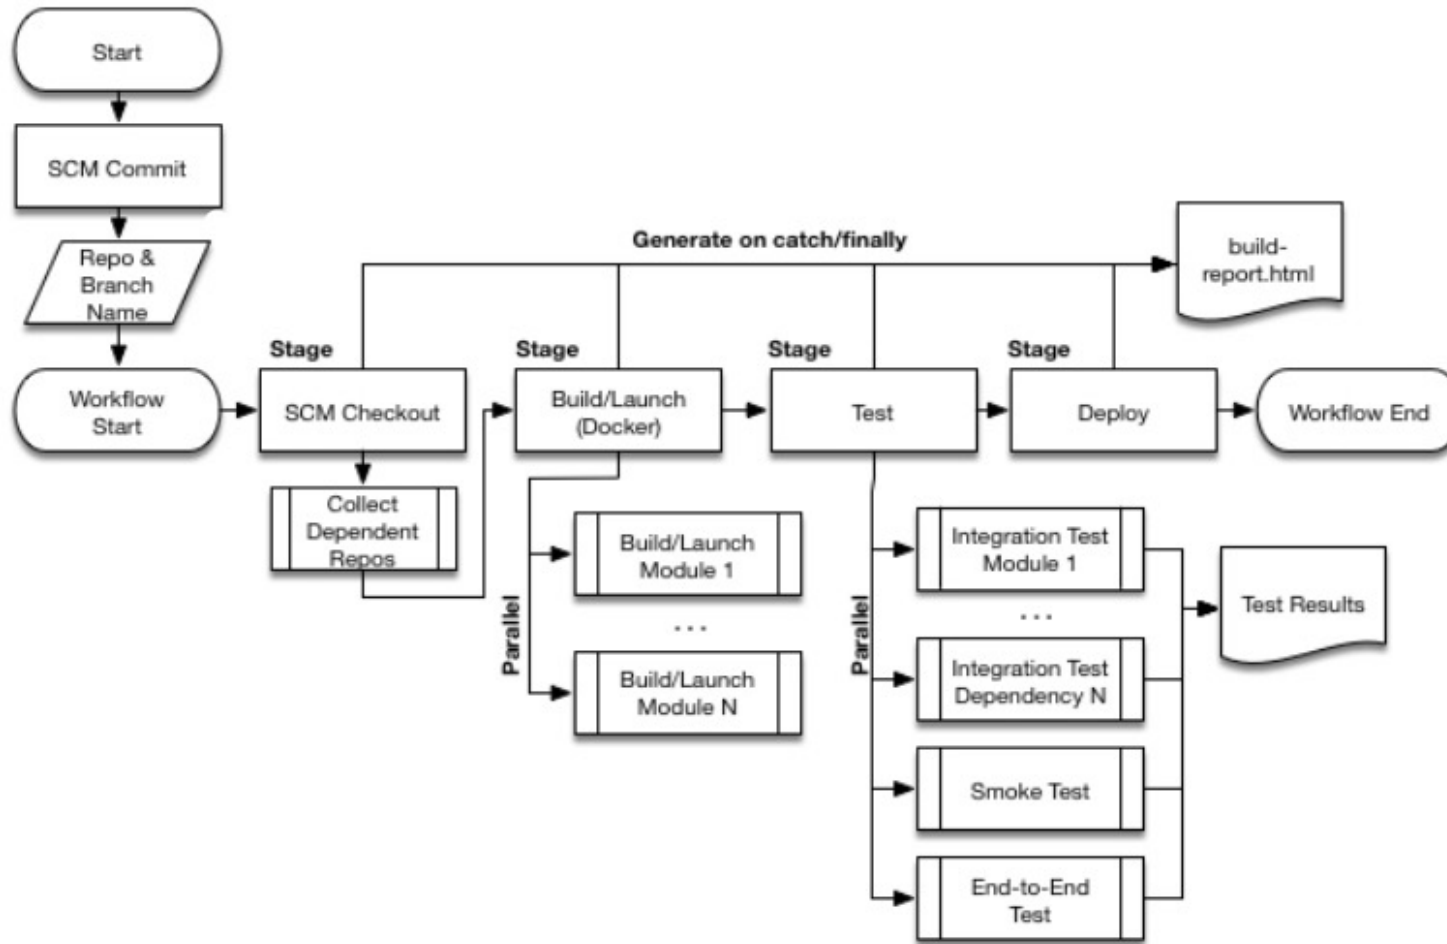 Start
SCM Commit
Repo &
Branch
Name
Generate on catch/finally
build-
report.html
Stage
Stage
Stage
Stage
Workflow
Start
SCM Checkout
Build/Launch
(Docker)
Test
Deploy
Workflow End
Collect
Dependent
Repos
Parallel
Build/Launch
Module 1
...
Build/Launch
Module N
Parallel
Integration Test
Module 1
...
Integration Test
Dependency N
Smoke Test
End-to-End
Test
Test Results